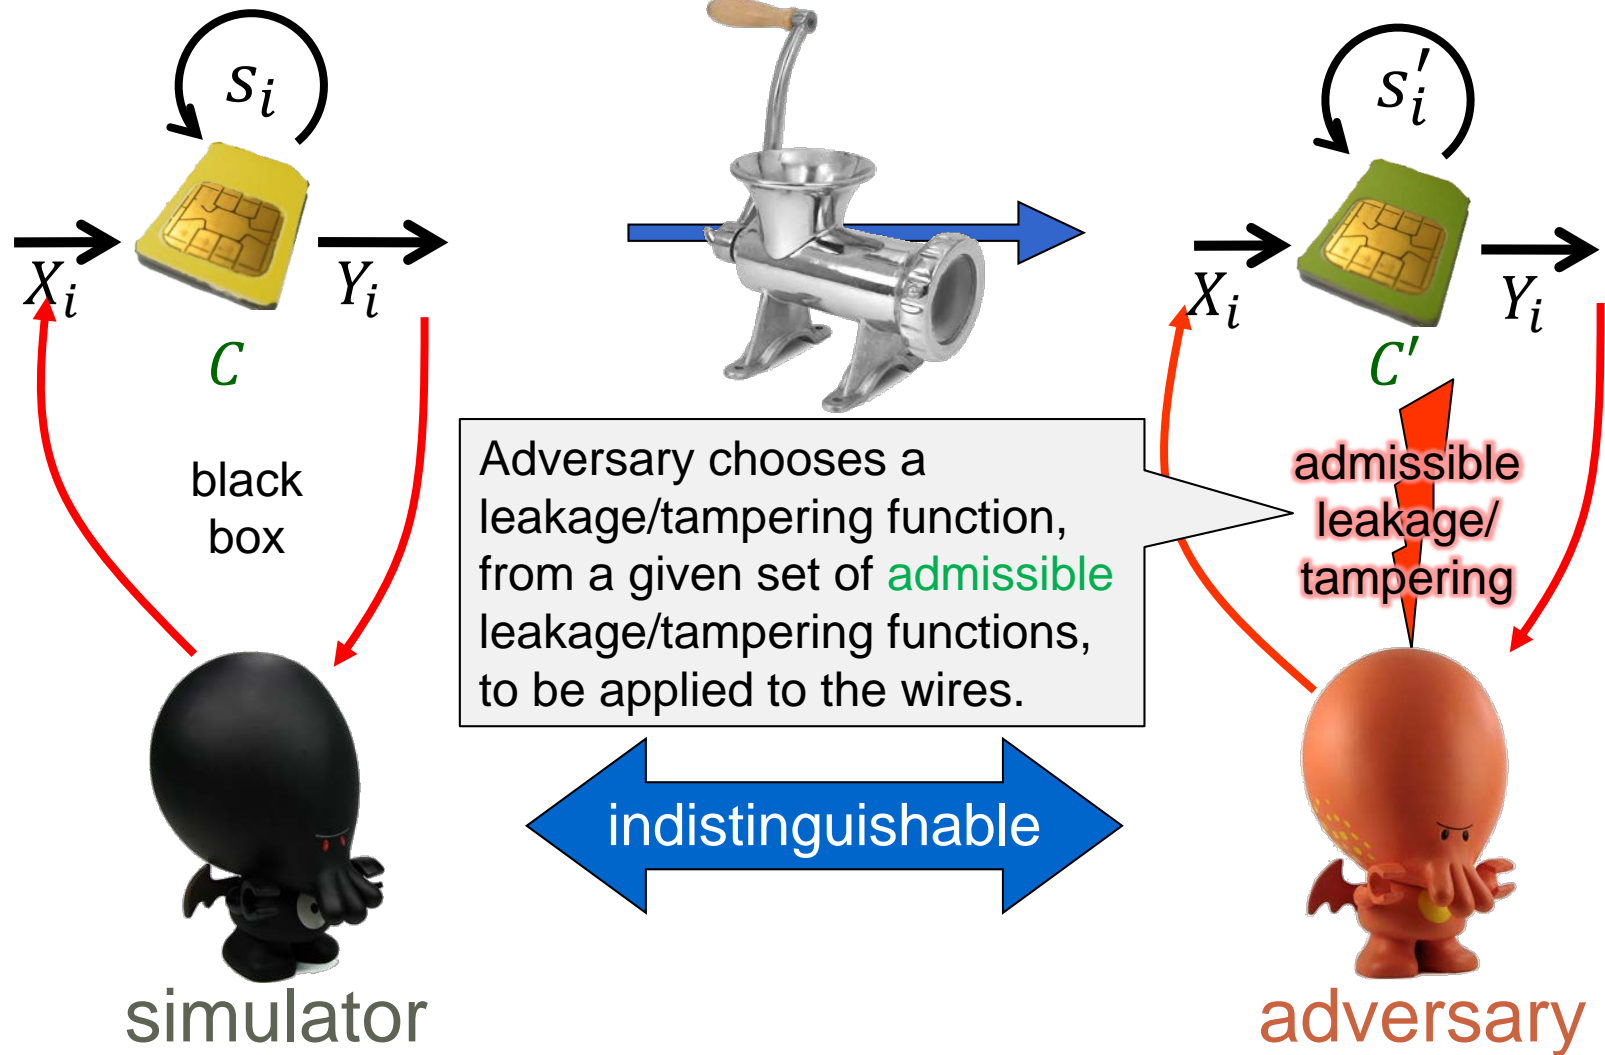 s_i
X_i
Y_i
C
black
box
s'_i
X_i
Y_i
C'
Adversary chooses a
leakage/tampering function,
from a given set of admissible
leakage/tampering functions,
to be applied to the wires.
admissible
leakage/
tampering
indistinguishable
simulator
adversary